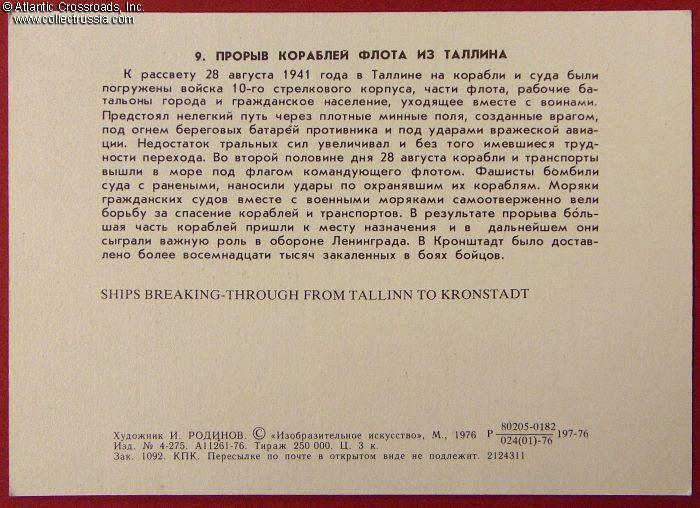 © Atlantic Crossroads, Inc.
www.collectrussia.com
9. ПРОРЫВ КОРАБЛЕЙ ФЛОТА ИЗ ТАЛЛИНА
К рассвету 28 августа 1941 года в Таллине на корабли и суда были
погружены войска 10-го стрелкового корпуса, части флота, рабочие ба-
тальоны города и гражданское население, уходящее вместе с воинами.
Предстоял нелегкий путь через плотные минные поля, созданные врагом,
под огнем береговых батарей противника и под ударами вражеской авиа-
ции. Недостаток тральных сил увеличивал и без того имевшиеся труд-
ности перехода. Во второй половине дня 28 августа корабли и транспорты
вышли в море под флагом командующего флотом. Фашисты бомбили
суда с ранеными, наносили удары по охранявшим их кораблям. Моряки
гражданских судов вместе с военными моряками самоотверженно вели
борьбу за спасение кораблей и транспортов. В результате прорыва бо́ль-
шая часть кораблей пришли к месту назначения и в дальнейшем они
сыграли важную роль в обороне Ленинграда. В Кронштадт было достав-
лено более восемнадцати тысяч закаленных в боях бойцов.
SHIPS BREAKING-THROUGH FROM TALLINN TO KRONSTADT
Художник И. РОДИНОВ. © «Изобразительное искусство», М., 1976 Р 80205-0182/024(01)-76 197-76
Изд. № 4-275. А11261-76. Тираж 250 000. Ц. 3 к.
Зак. 1092. КПК. Пересылке по почте в открытом виде не подлежит. 2124311